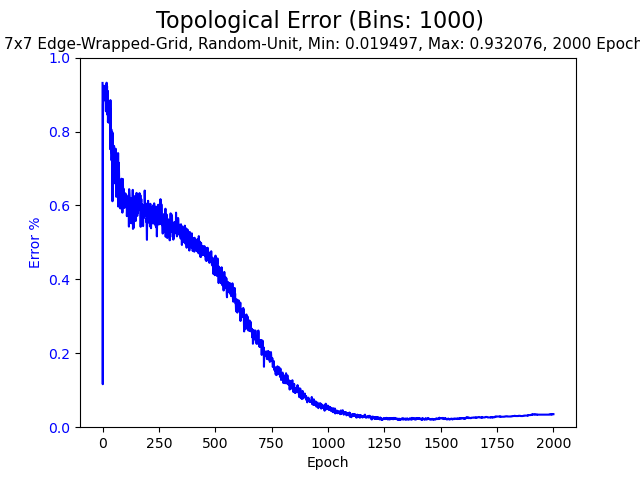 Topological Error (Bins: 1000)
7x7 Edge-Wrapped-Grid, Random-Unit, Min: 0.019497, Max: 0.932076, 2000 Epoch
1.0
0.8
0.6
0.4
0.2
0.0
Error %
0 250 500 750 1000 1250 1500 1750 2000
Epoch